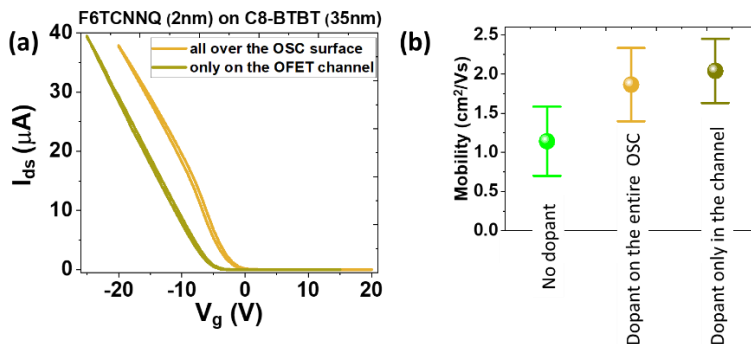 F6TCNNQ (2nm) on C8-BTBT (35nm)
(a)
all over the OSC surface
only on the OFET channel
40
30
20
10
0
I_ds (μA)
-20 -10 0 10 20
V_g (V)
(b)
2.5
2.0
1.5
1.0
0.5
0.0
Mobility (cm²/Vs)
No dopant
Dopant on the entire OSC
Dopant only in the channel